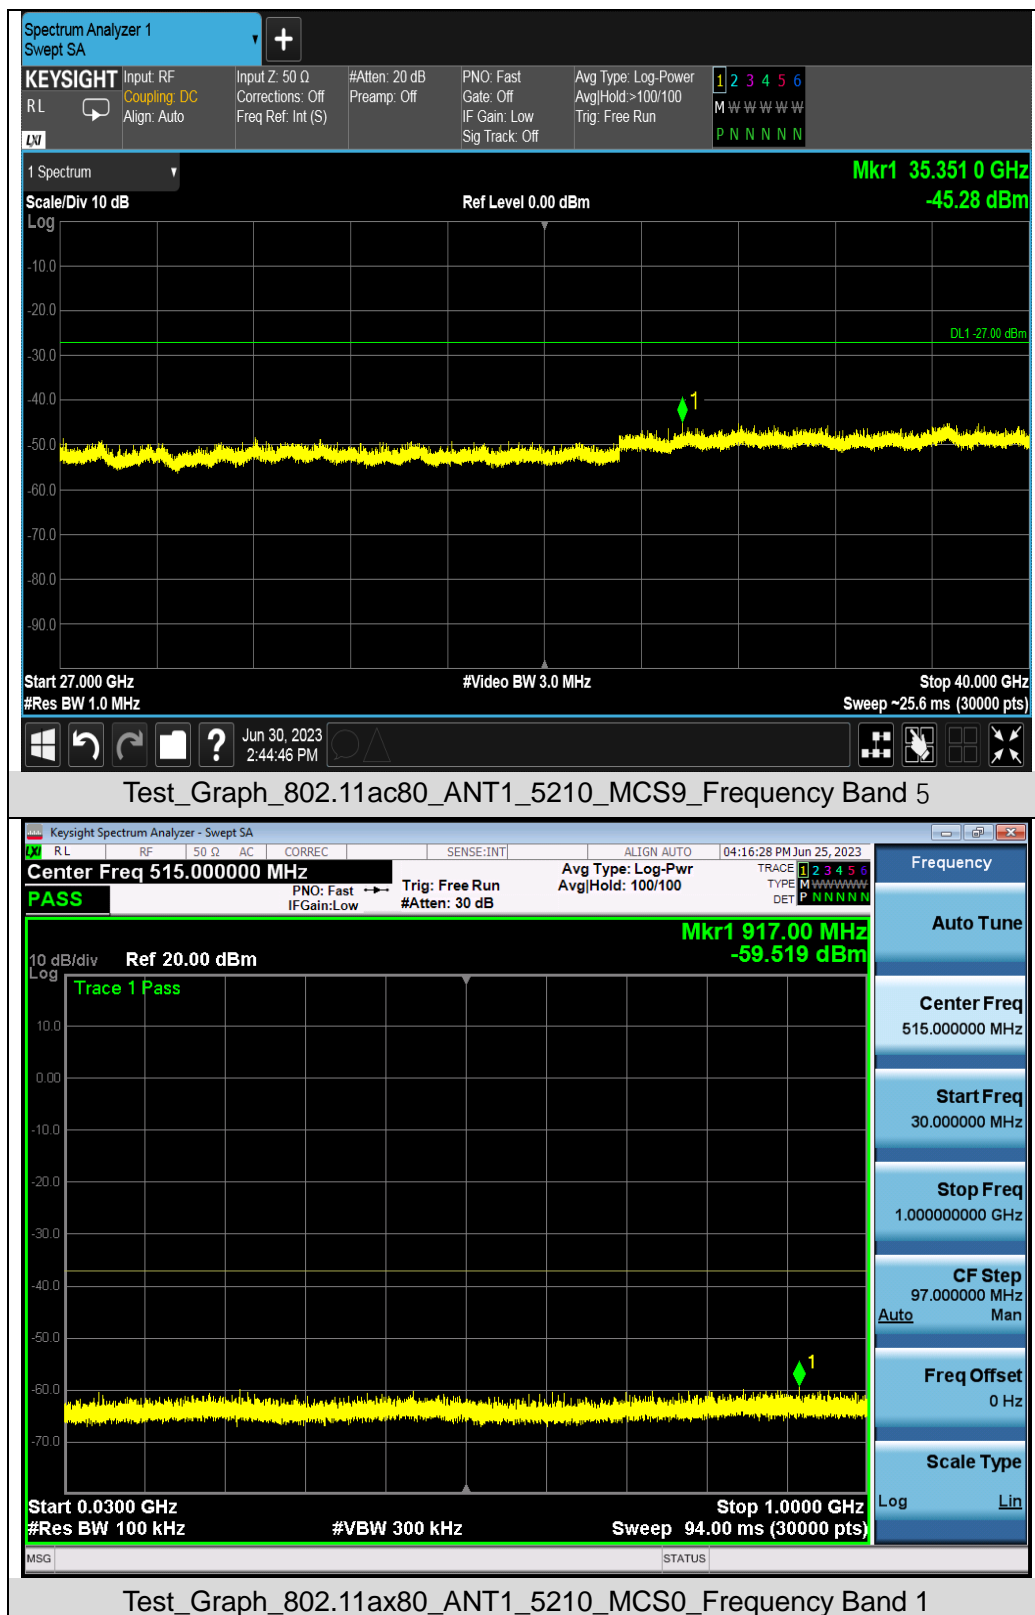 Spectrum Analyzer 1
Swept SA
KEYSIGHT
R L
LXI
Input: RF
Coupling: DC
Align: Auto
Input Z: 50 Ω
Corrections: Off
Freq Ref: Int (S)
#Atten: 20 dB
Preamp: Off
PNO: Fast
Gate: Off
IF Gain: Low
Sig Track: Off
Avg Type: Log-Power
Avg|Hold:>100/100
Trig: Free Run
1 2 3 4 5 6
M W W W W W
P N N N N N
1 Spectrum
Mkr1 35.351 0 GHz
Scale/Div 10 dB
Ref Level 0.00 dBm
-45.28 dBm
Log
-10.0
-20.0
DL1 -27.00 dBm
-30.0
-40.0
1
-50.0
-60.0
-70.0
-80.0
-90.0
Start 27.000 GHz
#Video BW 3.0 MHz
Stop 40.000 GHz
#Res BW 1.0 MHz
Sweep ~25.6 ms (30000 pts)
?
Jun 30, 2023
2:44:46 PM
Test_Graph_802.11ac80_ANT1_5210_MCS9_Frequency Band 5
Keysight Spectrum Analyzer - Swept SA
LXI RL RF 50 Ω AC CORREC SENSE:INT ALIGN AUTO 04:16:28 PM Jun 25, 2023
Center Freq 515.000000 MHz
PASS
PNO: Fast
IFGain:Low
Trig: Free Run
#Atten: 30 dB
Avg Type: Log-Pwr
Avg|Hold: 100/100
TRACE 1 2 3 4 5 6
TYPE M W W W W W
DET P N N N N N
Mkr1 917.00 MHz
-59.519 dBm
10 dB/div
Ref 20.00 dBm
Log
Trace 1 Pass
10.0
0.00
-10.0
-20.0
-30.0
-40.0
-50.0
1
-60.0
-70.0
Start 0.0300 GHz
Stop 1.0000 GHz
#Res BW 100 kHz
#VBW 300 kHz
Sweep 94.00 ms (30000 pts)
MSG
STATUS
Frequency
Auto Tune
Center Freq
515.000000 MHz
Start Freq
30.000000 MHz
Stop Freq
1.000000000 GHz
CF Step
97.000000 MHz
Auto Man
Freq Offset
0 Hz
Scale Type
Log Lin
Test_Graph_802.11ax80_ANT1_5210_MCS0_Frequency Band 1